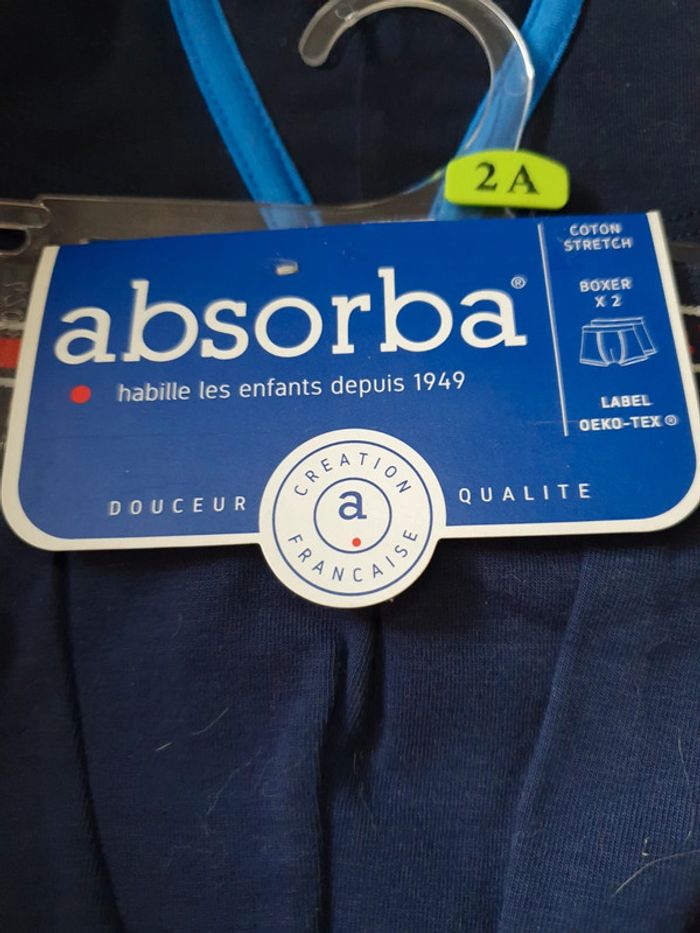 2 A
absorba®
habille les enfants depuis 1949
COTON
STRETCH
BOXER
X 2
LABEL
OEKO-TEX ®
DOUCEUR
QUALITE
CREATION
a
FRANCAISE